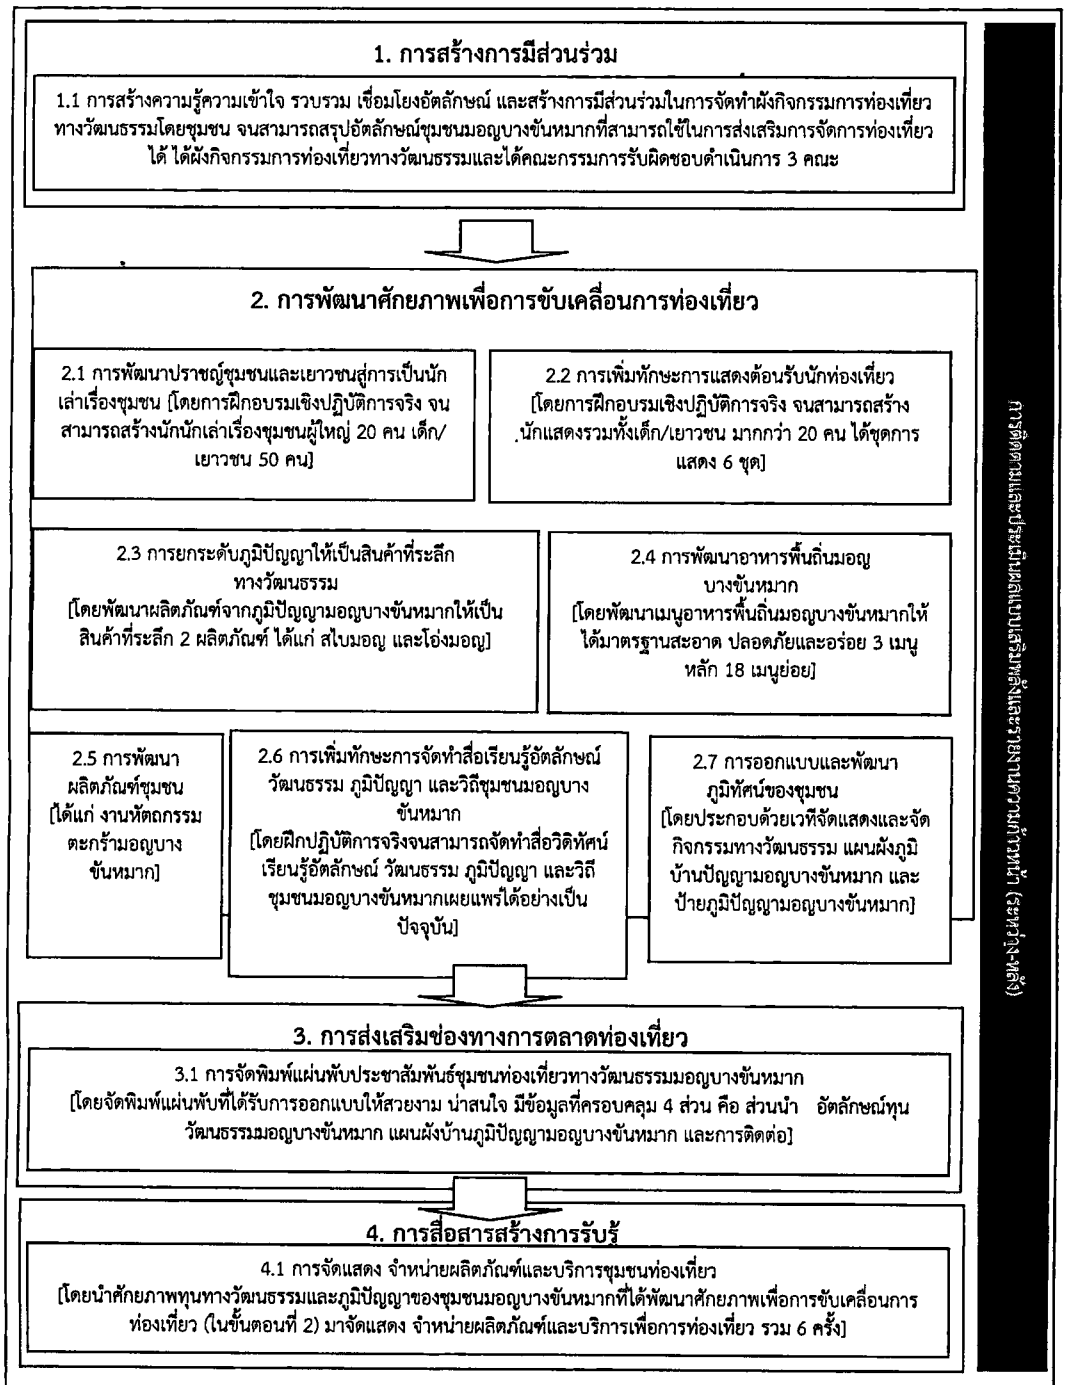 1. การสร้างการมีส่วนร่วม
1.1 การสร้างความรู้ความเข้าใจ รวบรวม เชื่อมโยงอัตลักษณ์ และสร้างการมีส่วนร่วมในการจัดทำผังกิจกรรมการท่องเที่ยว
ทางวัฒนธรรมโดยชุมชน จนสามารถสรุปอัตลักษณ์ชุมชนมอญบางขันหมากที่สามารถใช้ในการส่งเสริมการจัดการท่องเที่ยว
ได้ ได้ผังกิจกรรมการท่องเที่ยวทางวัฒนธรรมและได้คณะกรรมการรับผิดชอบดำเนินการ 3 คณะ
2. การพัฒนาศักยภาพเพื่อการขับเคลื่อนการท่องเที่ยว
2.1 การพัฒนาปราชญ์ชุมชนและเยาวชนสู่การเป็นนัก
เล่าเรื่องชุมชน [โดยการฝึกอบรมเชิงปฏิบัติการจริง จน
สามารถสร้างนักนักเล่าเรื่องชุมชนผู้ใหญ่ 20 คน เด็ก/
เยาวชน 50 คน]
2.2 การเพิ่มทักษะการแสดงต้อนรับนักท่องเที่ยว
[โดยการฝึกอบรมเชิงปฏิบัติการจริง จนสามารถสร้าง
นักแสดงรวมทั้งเด็ก/เยาวชน มากกว่า 20 คน ได้ชุดการ
แสดง 6 ชุด]
2.3 การยกระดับภูมิปัญญาให้เป็นสินค้าที่ระลึก
ทางวัฒนธรรม
[โดยพัฒนาผลิตภัณฑ์จากภูมิปัญญามอญบางขันหมากให้เป็น
สินค้าที่ระลึก 2 ผลิตภัณฑ์ ได้แก่ สไบมอญ และโอ่งมอญ]
2.4 การพัฒนาอาหารพื้นถิ่นมอญ
บางขันหมาก
[โดยพัฒนาเมนูอาหารพื้นถิ่นมอญบางขันหมากให้
ได้มาตรฐานสะอาด ปลอดภัยและอร่อย 3 เมนู
หลัก 18 เมนูย่อย]
2.5 การพัฒนา
ผลิตภัณฑ์ชุมชน
[ได้แก่ งานหัตถกรรม
ตะกร้ามอญบาง
ขันหมาก]
2.6 การเพิ่มทักษะการจัดทำสื่อเรียนรู้อัตลักษณ์
วัฒนธรรม ภูมิปัญญา และวิถีชุมชนมอญบาง
ขันหมาก
[โดยฝึกปฏิบัติการจริงจนสามารถจัดทำสื่อวิดิทัศน์
เรียนรู้อัตลักษณ์ วัฒนธรรม ภูมิปัญญา และวิถี
ชุมชนมอญบางขันหมากเผยแพร่ได้อย่างเป็น
ปัจจุบัน]
2.7 การออกแบบและพัฒนา
ภูมิทัศน์ของชุมชน
[โดยประกอบด้วยเวทีจัดแสดงและจัด
กิจกรรมทางวัฒนธรรม แผนผังภูมิ
บ้านปัญญามอญบางขันหมาก และ
ป้ายภูมิปัญญามอญบางขันหมาก]
3. การส่งเสริมช่องทางการตลาดท่องเที่ยว
3.1 การจัดพิมพ์แผ่นพับประชาสัมพันธ์ชุมชนท่องเที่ยวทางวัฒนธรรมมอญบางขันหมาก
[โดยจัดพิมพ์แผ่นพับที่ได้รับการออกแบบให้สวยงาม น่าสนใจ มีข้อมูลที่ครอบคลุม 4 ส่วน คือ ส่วนนำ อัตลักษณ์ทุน
วัฒนธรรมมอญบางขันหมาก แผนผังบ้านภูมิปัญญามอญบางขันหมาก และการติดต่อ]
4. การสื่อสารสร้างการรับรู้
4.1 การจัดแสดง จำหน่ายผลิตภัณฑ์และบริการชุมชนท่องเที่ยว
[โดยนำศักยภาพทุนทางวัฒนธรรมและภูมิปัญญาของชุมชนมอญบางขันหมากที่ได้พัฒนาศักยภาพเพื่อการขับเคลื่อนการ
ท่องเที่ยว (ในขั้นตอนที่ 2) มาจัดแสดง จำหน่ายผลิตภัณฑ์และบริการเพื่อการท่องเที่ยว รวม 6 ครั้ง]
การติดตามและประเมินผลแบบเสริมพลังและรายงานความก้าวหน้า (ระหว่าง-หลัง)